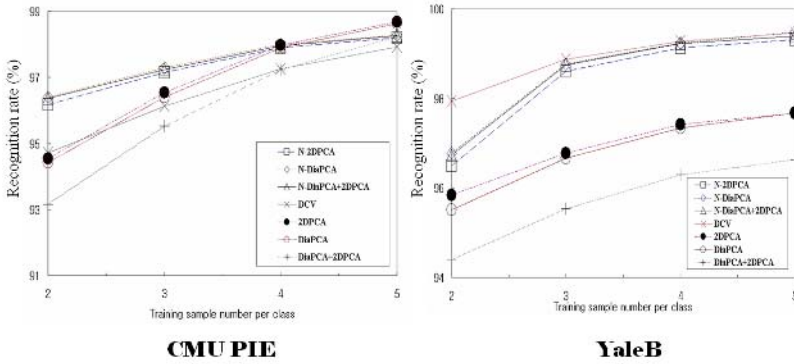 Recognition rate (%)
99
97
95
93
91
2 3 4 5
Training sample number per class
N-2DPCA
N-DiaPCA
N-DiaPCA+2DPCA
DCV
2DPCA
DiaPCA
DiaPCA+2DPCA
CMU PIE
Recognition rate (%)
100
98
96
94
2 3 4 5
Training sample number per class
N-2DPCA
N-DiaPCA
N-DiaPCA+2DPCA
DCV
2DPCA
DiaPCA
DiaPCA+2DPCA
YaleB